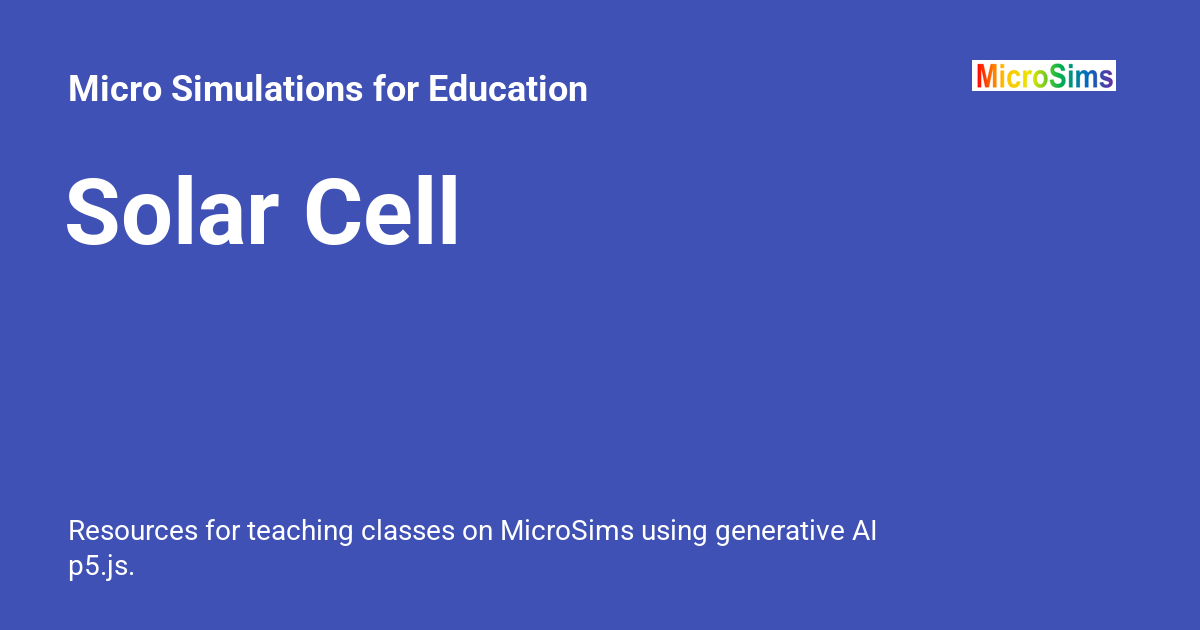 Micro Simulations for Education
MicroSims
Solar Cell
Resources for teaching classes on MicroSims using generative AI
p5.js.